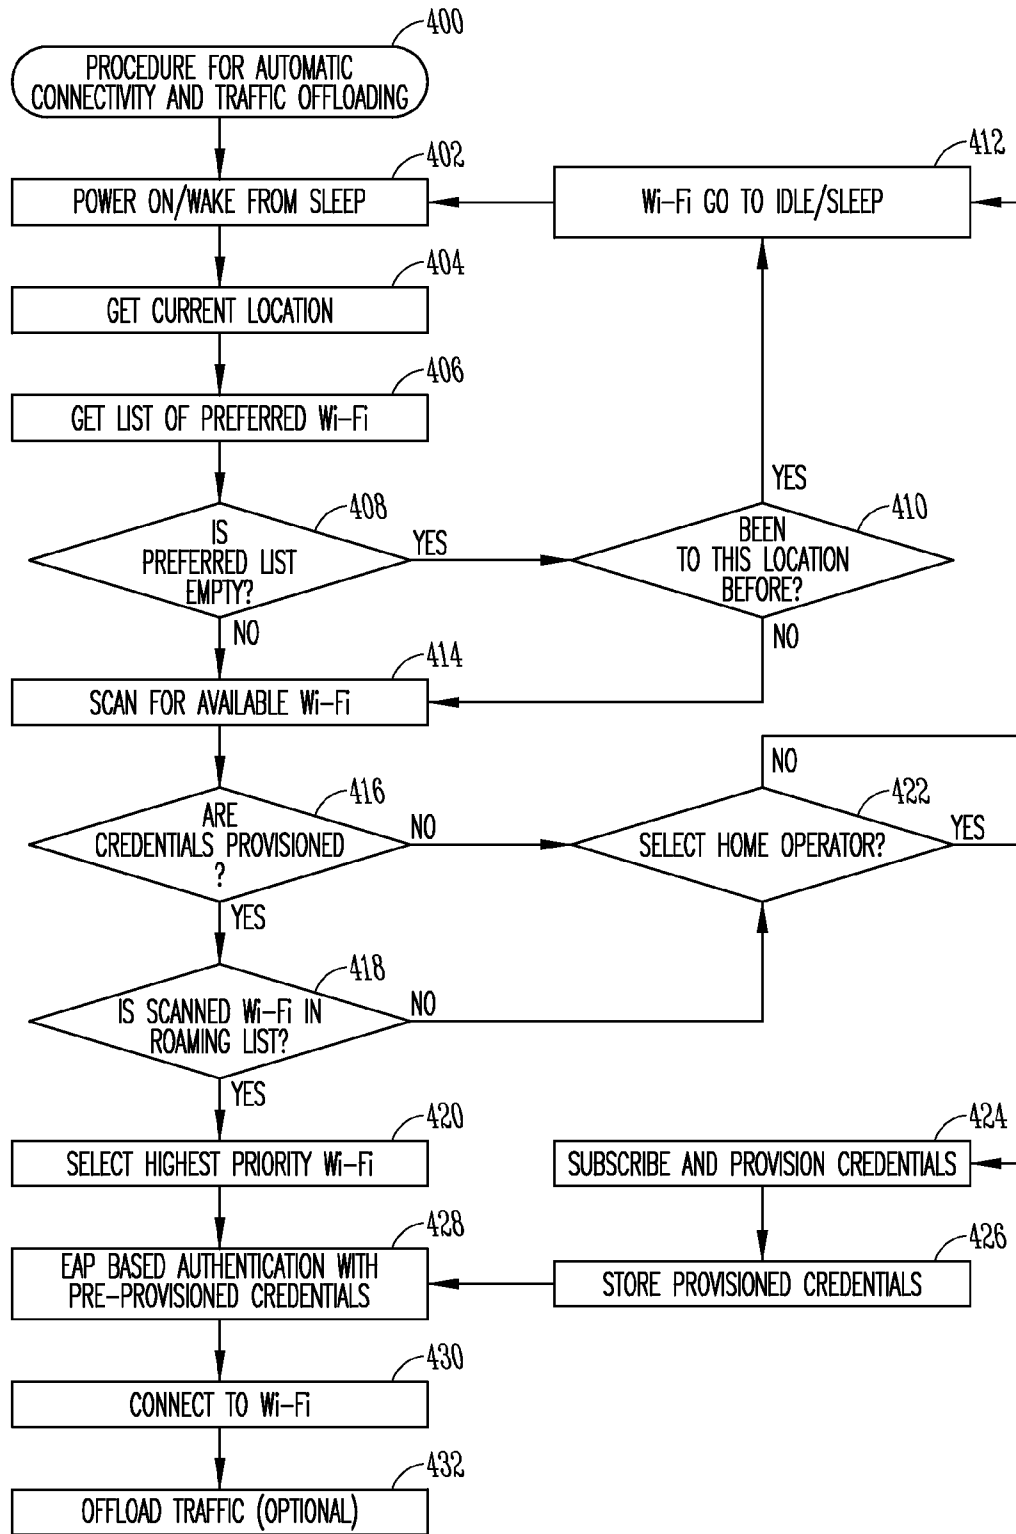 400
PROCEDURE FOR AUTOMATIC
CONNECTIVITY AND TRAFFIC OFFLOADING
402
POWER ON/WAKE FROM SLEEP
412
Wi-Fi GO TO IDLE/SLEEP
404
GET CURRENT LOCATION
406
GET LIST OF PREFERRED Wi-Fi
408
IS
PREFERRED LIST
EMPTY?
YES
NO
YES
410
BEEN
TO THIS LOCATION
BEFORE?
NO
414
SCAN FOR AVAILABLE Wi-Fi
416
ARE
CREDENTIALS PROVISIONED
?
NO
YES
NO
422
SELECT HOME OPERATOR?
YES
418
IS SCANNED Wi-Fi IN
ROAMING LIST?
NO
YES
420
SELECT HIGHEST PRIORITY Wi-Fi
424
SUBSCRIBE AND PROVISION CREDENTIALS
428
EAP BASED AUTHENTICATION WITH
PRE-PROVISIONED CREDENTIALS
426
STORE PROVISIONED CREDENTIALS
430
CONNECT TO Wi-Fi
432
OFFLOAD TRAFFIC (OPTIONAL)